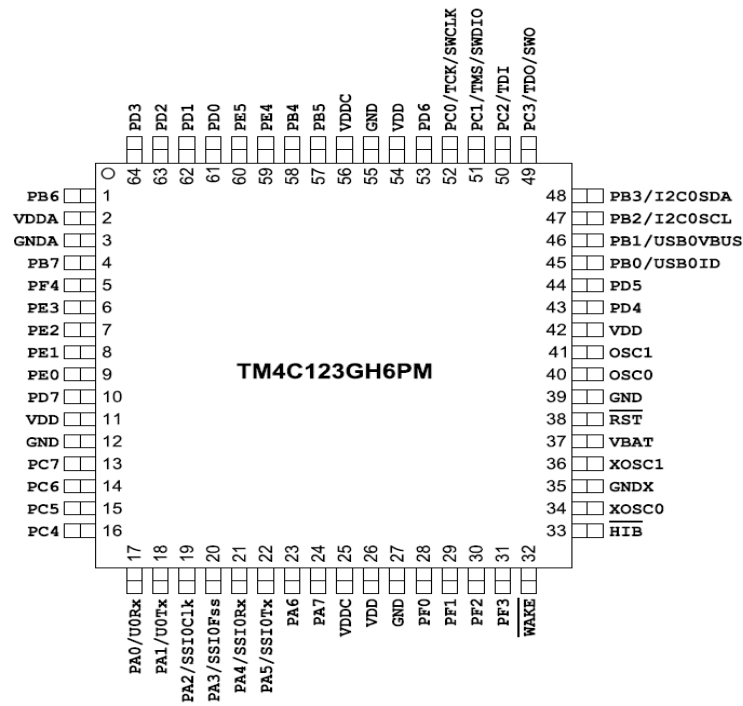 PD3
PD2
PD1
PD0
PE5
PE4
PB4
PB5
VDDC
GND
VDD
PD6
PC0/TCK/SWCLK
PC1/TMS/SWDIO
PC2/TDI
PC3/TDO/SWO
64
63
62
61
60
59
58
57
56
55
54
53
52
51
50
49
PB6 1
VDDA 2
GNDA 3
PB7 4
PF4 5
PE3 6
PE2 7
PE1 8
PE0 9
PD7 10
VDD 11
GND 12
PC7 13
PC6 14
PC5 15
PC4 16
TM4C123GH6PM
48 PB3/I2C0SDA
47 PB2/I2C0SCL
46 PB1/USB0VBUS
45 PB0/USB0ID
44 PD5
43 PD4
42 VDD
41 OSC1
40 OSC0
39 GND
38 RST
37 VBAT
36 XOSC1
35 GNDX
34 XOSC0
33 HIB
17
18
19
20
21
22
23
24
25
26
27
28
29
30
31
32
PA0/U0Rx
PA1/U0Tx
PA2/SSI0Clk
PA3/SSI0Fss
PA4/SSI0Rx
PA5/SSI0Tx
PA6
PA7
VDDC
VDD
GND
PF0
PF1
PF2
PF3
WAKE